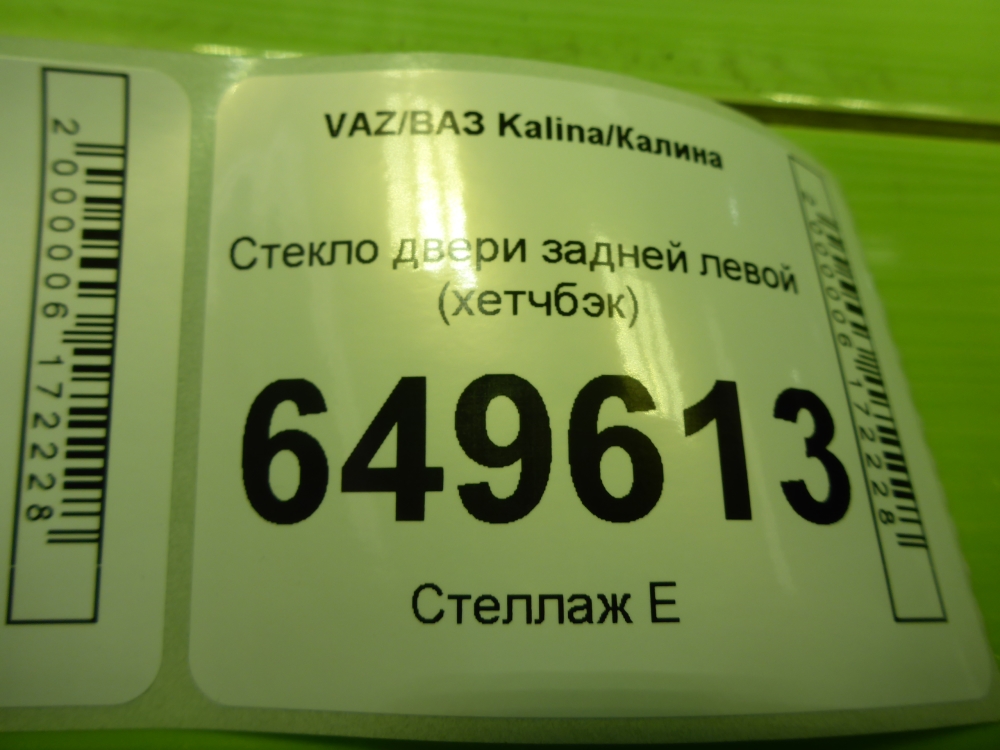 2000006172228
VAZ/ВАЗ Kalina/Калина
Стекло двери задней левой
(хетчбэк)
649613
Стеллаж Е
2000006172228